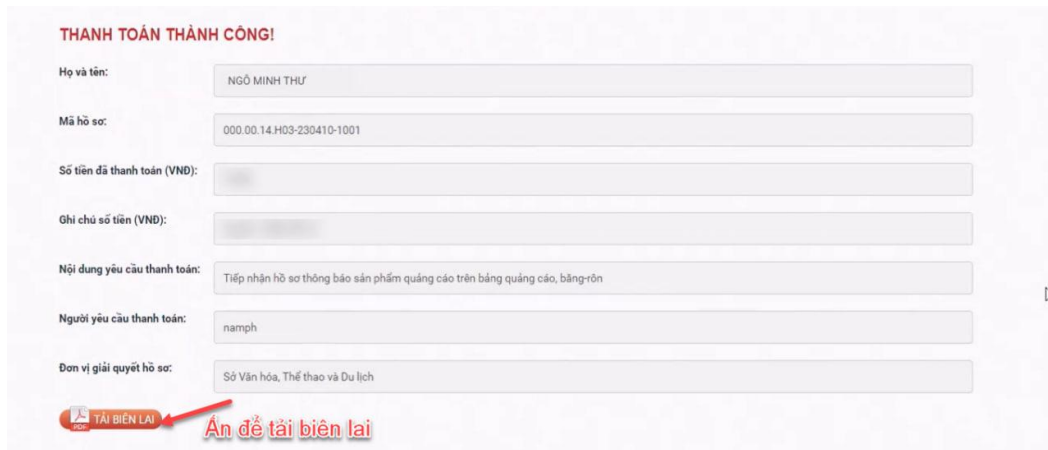 THANH TOÁN THÀNH CÔNG!
Họ và tên:
NGÔ MINH THƯ
Mã hồ sơ:
000.00.14.H03-230410-1001
Số tiền đã thanh toán (VNĐ):
Ghi chú số tiền (VNĐ):
Nội dung yêu cầu thanh toán:
Tiếp nhận hồ sơ thông báo sản phẩm quảng cáo trên bảng quảng cáo, băng-rôn
Người yêu cầu thanh toán:
namph
Đơn vị giải quyết hồ sơ:
Sở Văn hóa, Thể thao và Du lịch
PDF TẢI BIÊN LAI
Ấn để tải biên lai